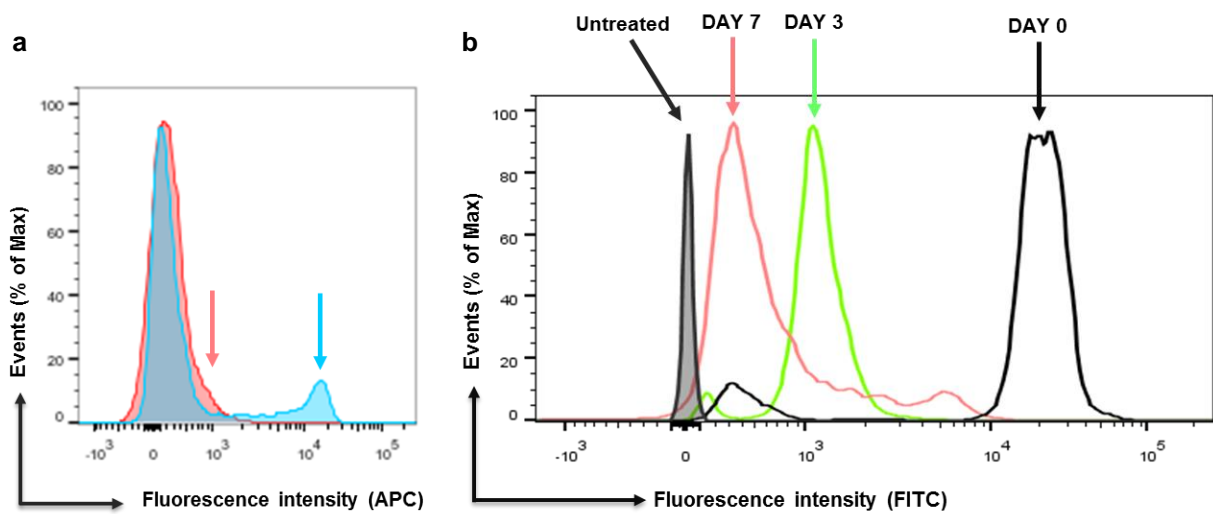 a
100
80
60
40
20
0
-10³ 0 10³ 10⁴ 10⁵
Events (% of Max)
Fluorescence intensity (APC)
b
Untreated DAY 7 DAY 3 DAY 0
100
80
60
40
20
0
-10³ 0 10³ 10⁴ 10⁵
Events (% of Max)
Fluorescence intensity (FITC)